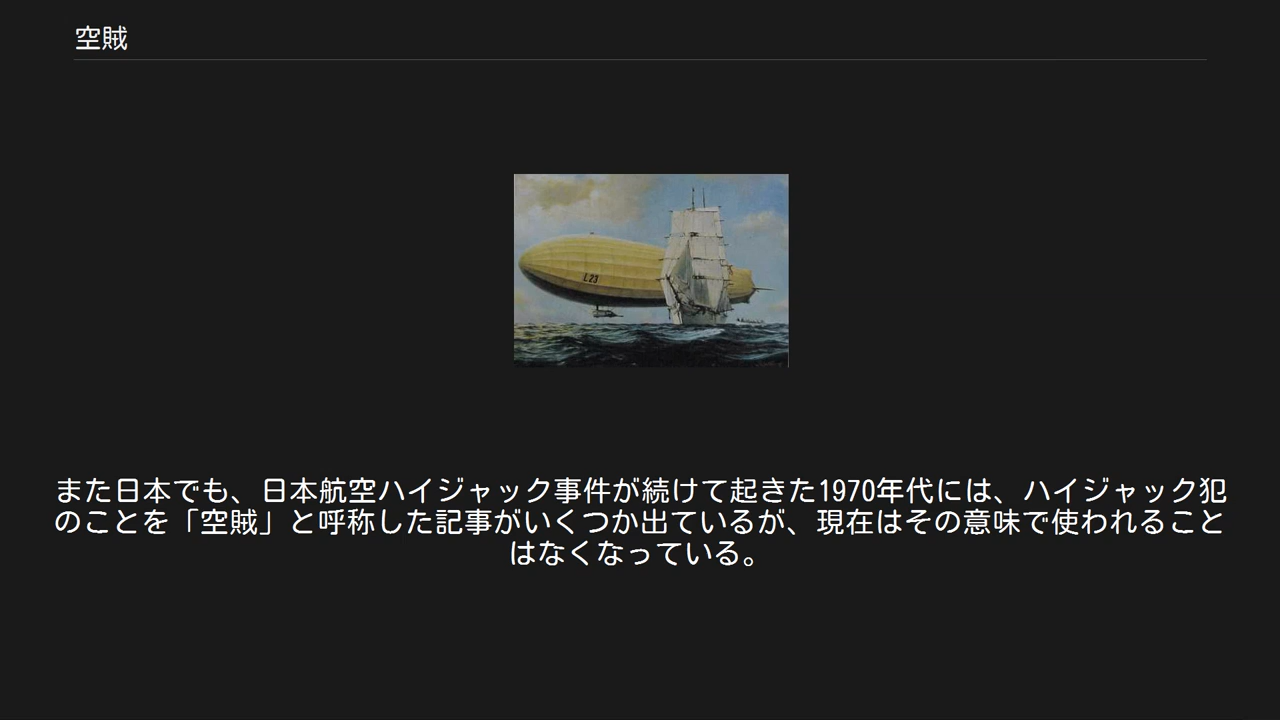 空賊
L 23
また日本でも、日本航空ハイジャック事件が続けて起きた1970年代には、ハイジャック犯
のことを「空賊」と呼称した記事がいくつか出ているが、現在はその意味で使われること
はなくなっている。